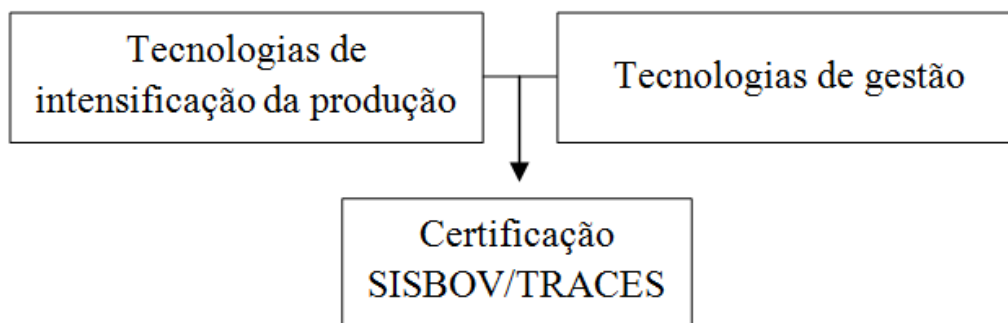 Tecnologias de
intensificação da produção
Tecnologias de gestão
Certificação
SISBOV/TRACES